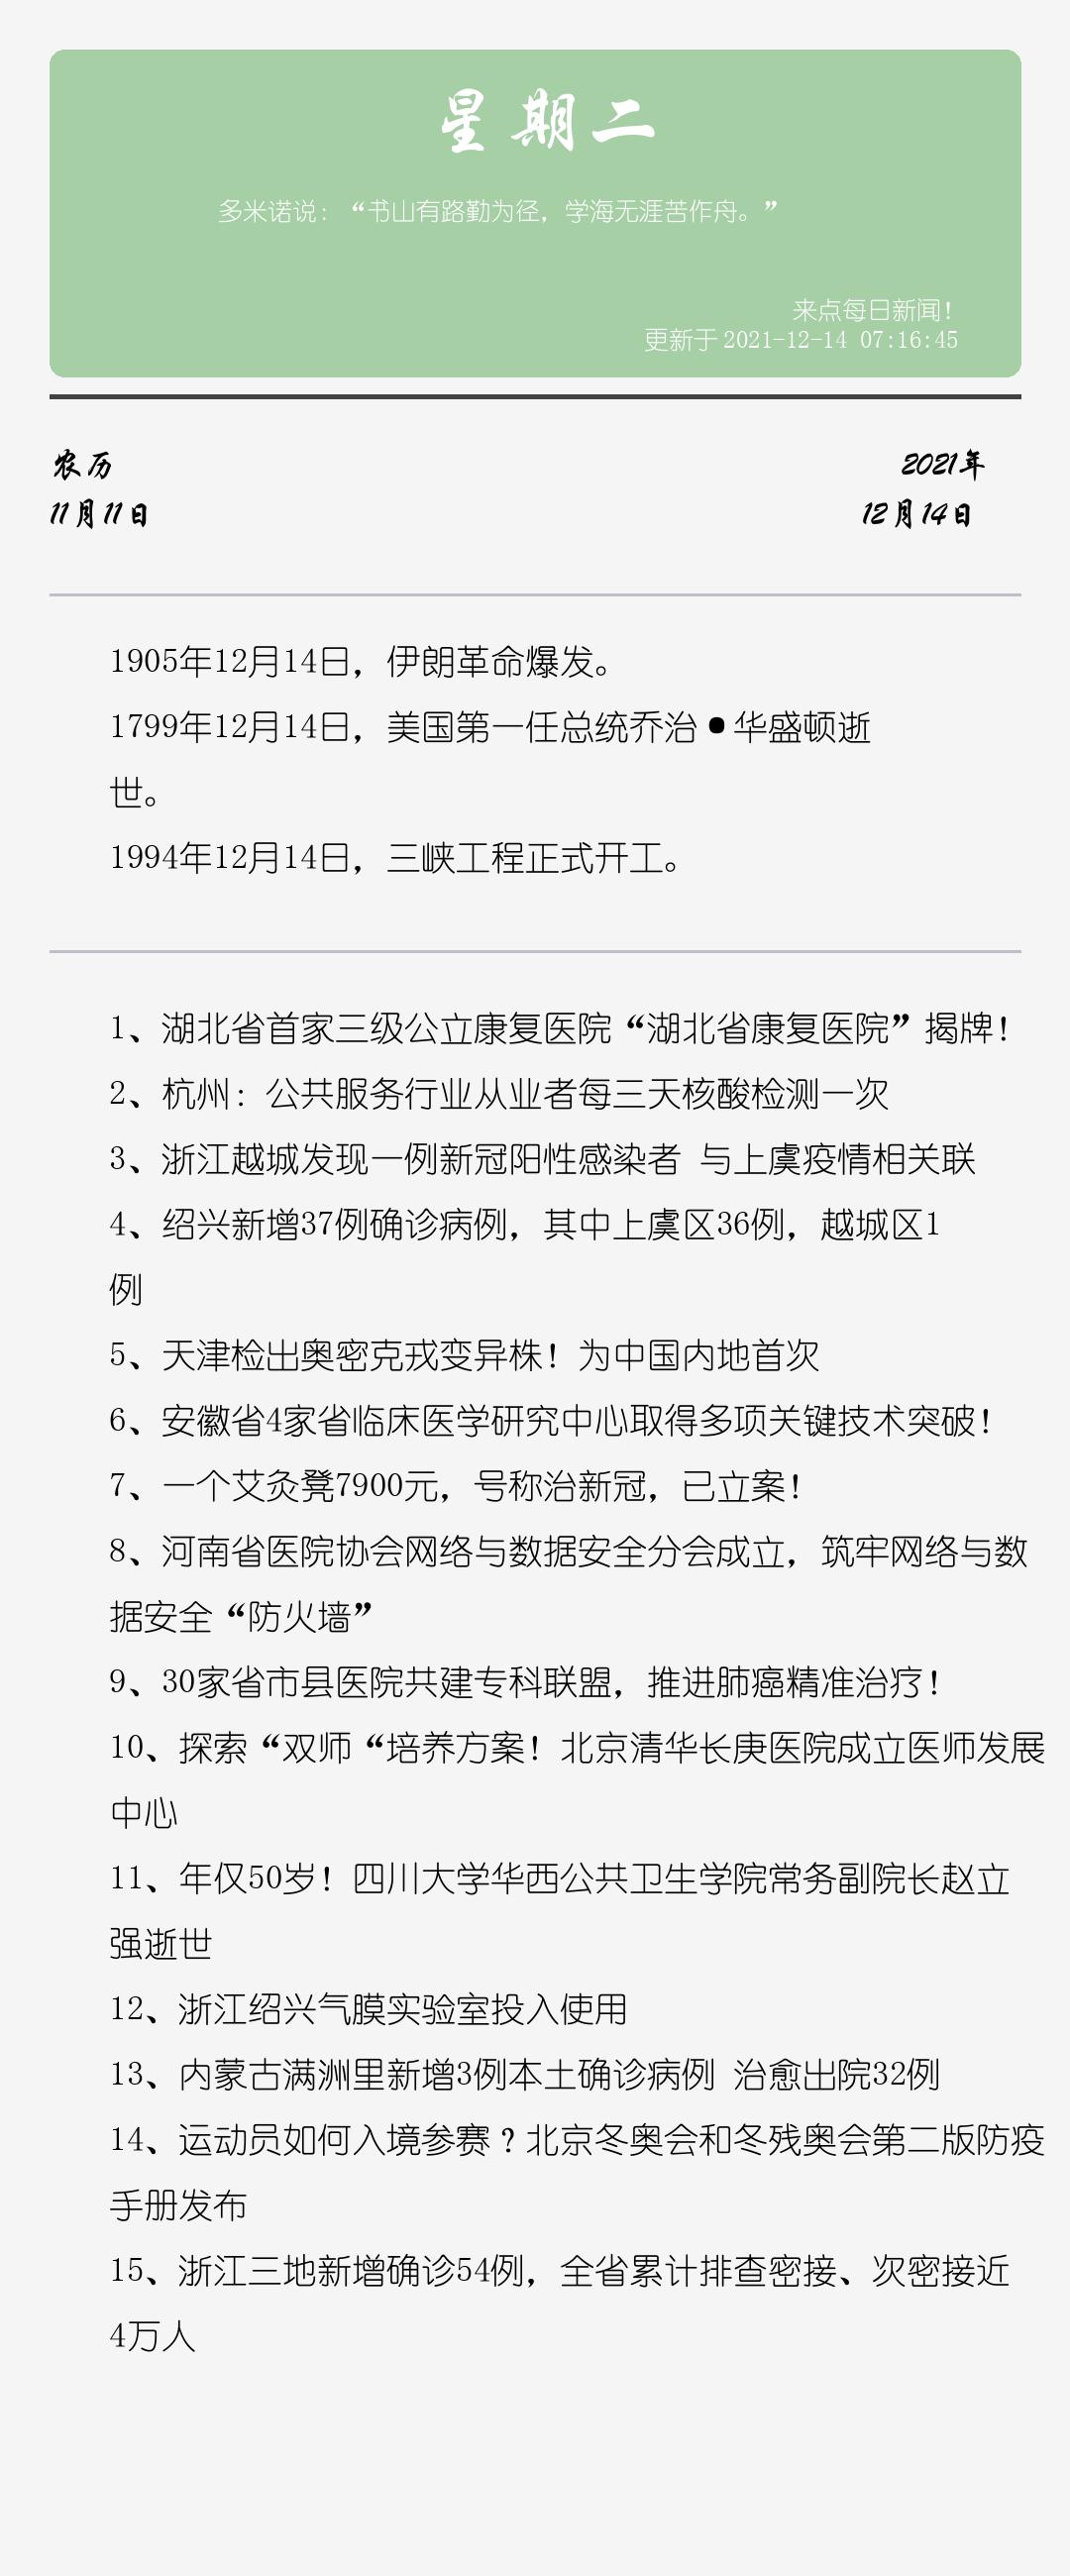 星期二
多米诺说：“书山有路勤为径，学海无涯苦作舟。”
来点每日新闻！
更新于 2021-12-14 07:16:45
农历
2021年
11月11日
12月14日
1905年12月14日，伊朗革命爆发。
1799年12月14日，美国第一任总统乔治•华盛顿逝
世。
1994年12月14日，三峡工程正式开工。
1、湖北省首家三级公立康复医院“湖北省康复医院”揭牌！
2、杭州：公共服务行业从业者每三天核酸检测一次
3、浙江越城发现一例新冠阳性感染者 与上虞疫情相关联
4、绍兴新增37例确诊病例，其中上虞区36例，越城区1
例
5、天津检出奥密克戎变异株！为中国内地首次
6、安徽省4家省临床医学研究中心取得多项关键技术突破！
7、一个艾灸凳7900元，号称治新冠，已立案！
8、河南省医院协会网络与数据安全分会成立，筑牢网络与数
据安全“防火墙”
9、30家省市县医院共建专科联盟，推进肺癌精准治疗！
10、探索“双师“培养方案！北京清华长庚医院成立医师发展
中心
11、年仅50岁！四川大学华西公共卫生学院常务副院长赵立
强逝世
12、浙江绍兴气膜实验室投入使用
13、内蒙古满洲里新增3例本土确诊病例 治愈出院32例
14、运动员如何入境参赛？北京冬奥会和冬残奥会第二版防疫
手册发布
15、浙江三地新增确诊54例，全省累计排查密接、次密接近
4万人